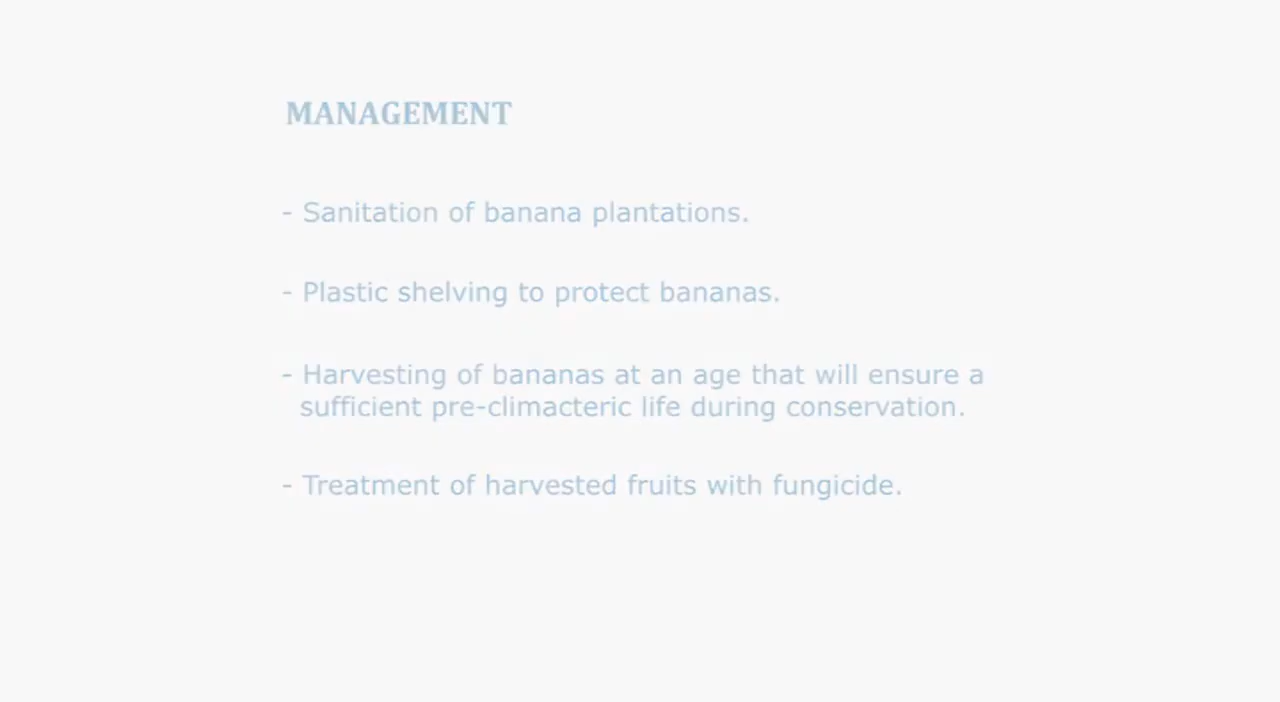 MANAGEMENT
- Sanitation of banana plantations.
- Plastic shelving to protect bananas.
- Harvesting of bananas at an age that will ensure a
sufficient pre-climacteric life during conservation.
- Treatment of harvested fruits with fungicide.